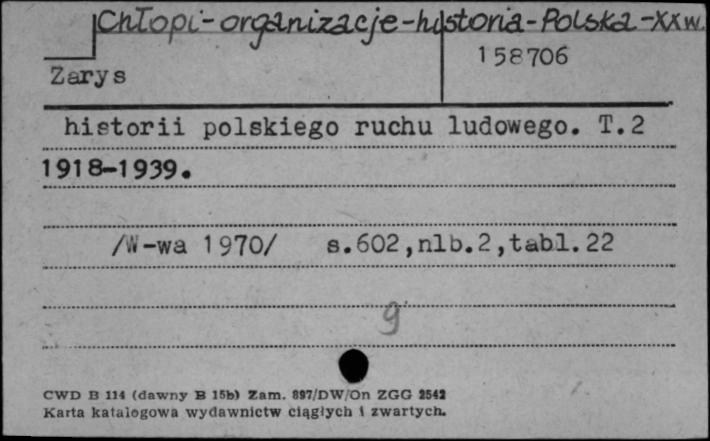 Chłopi-organizacje-historia-Polska-XX w.
158706
Zarys
historii polskiego ruchu ludowego. T.2
1918-1939.
/W-wa 1970/ s.602,nlb.2,tabl.22
9
CWD B 114 (dawny B 15b) Zam. 897/DW/On ZGG 2542
Karta katalogowa wydawnictw ciągłych i zwartych.